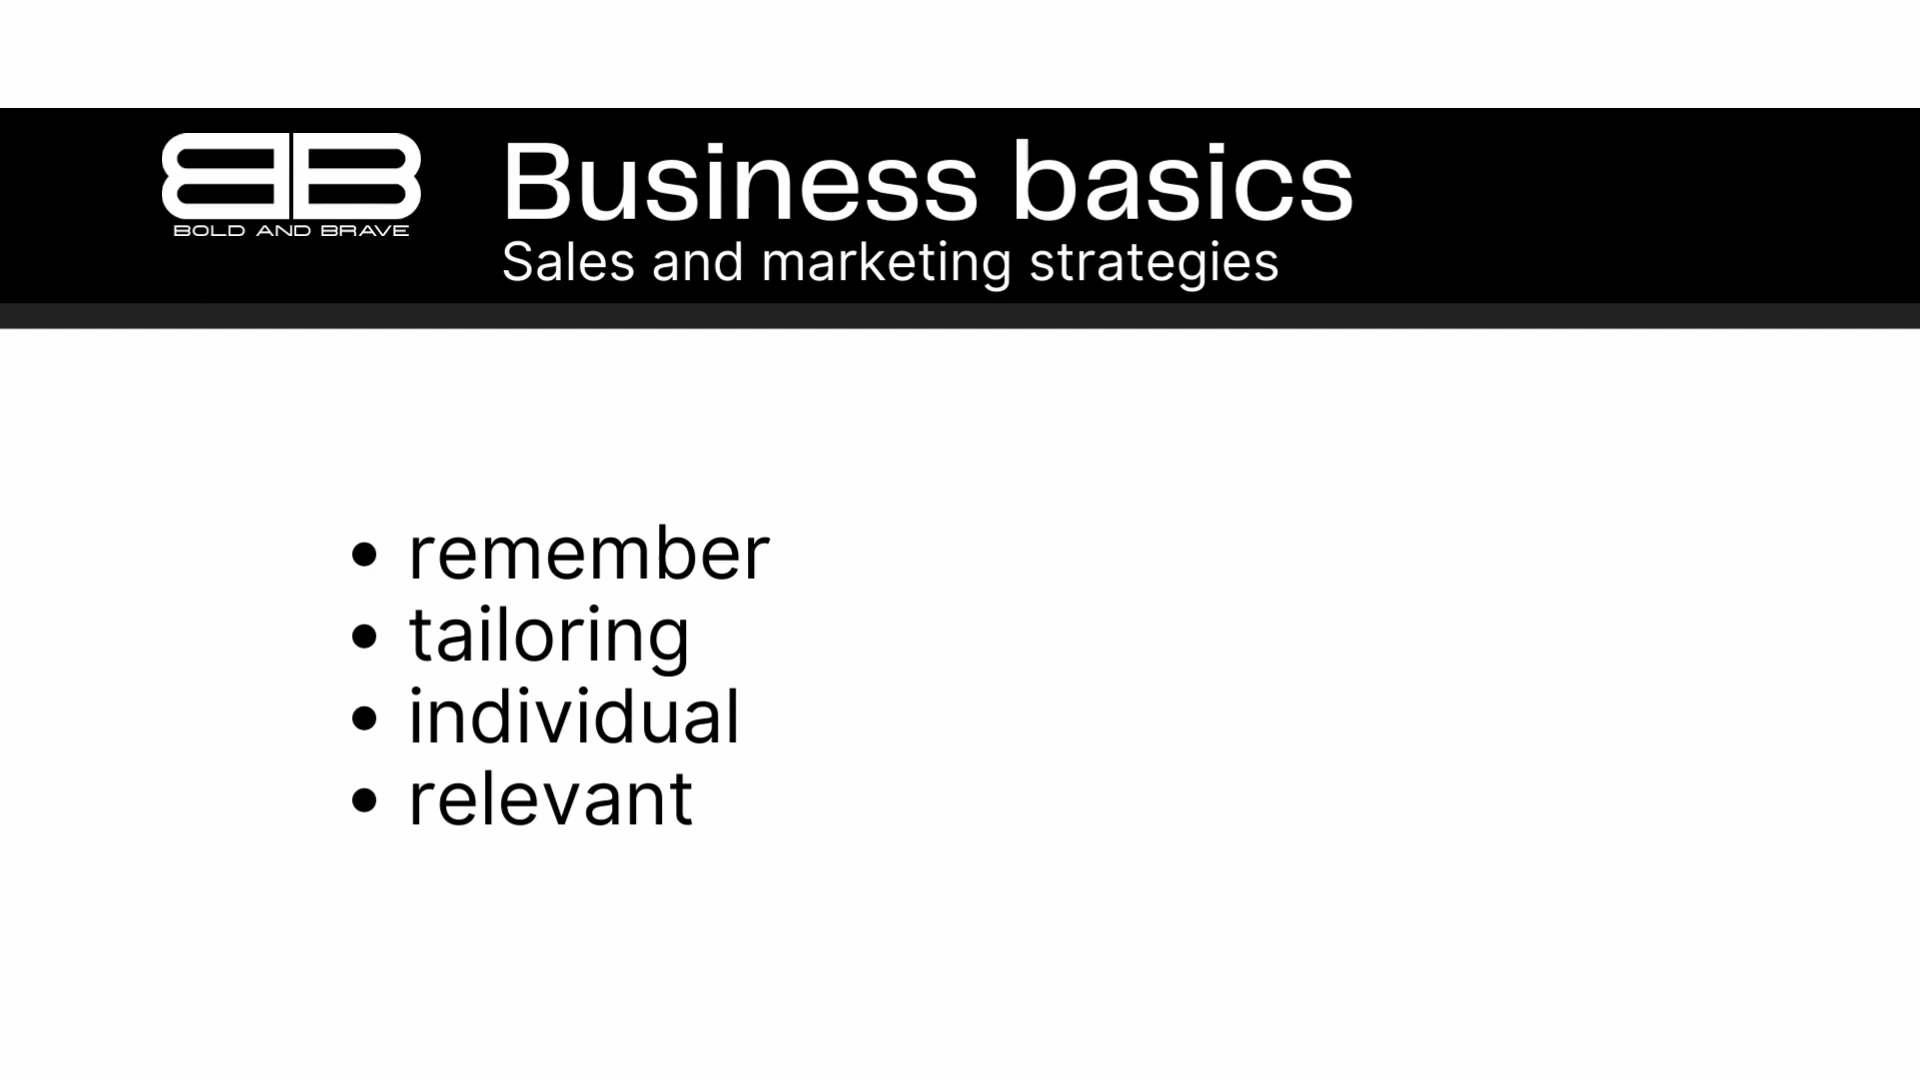 BOLD AND BRAVE
Business basics
Sales and marketing strategies
• remember
• tailoring
• individual
• relevant